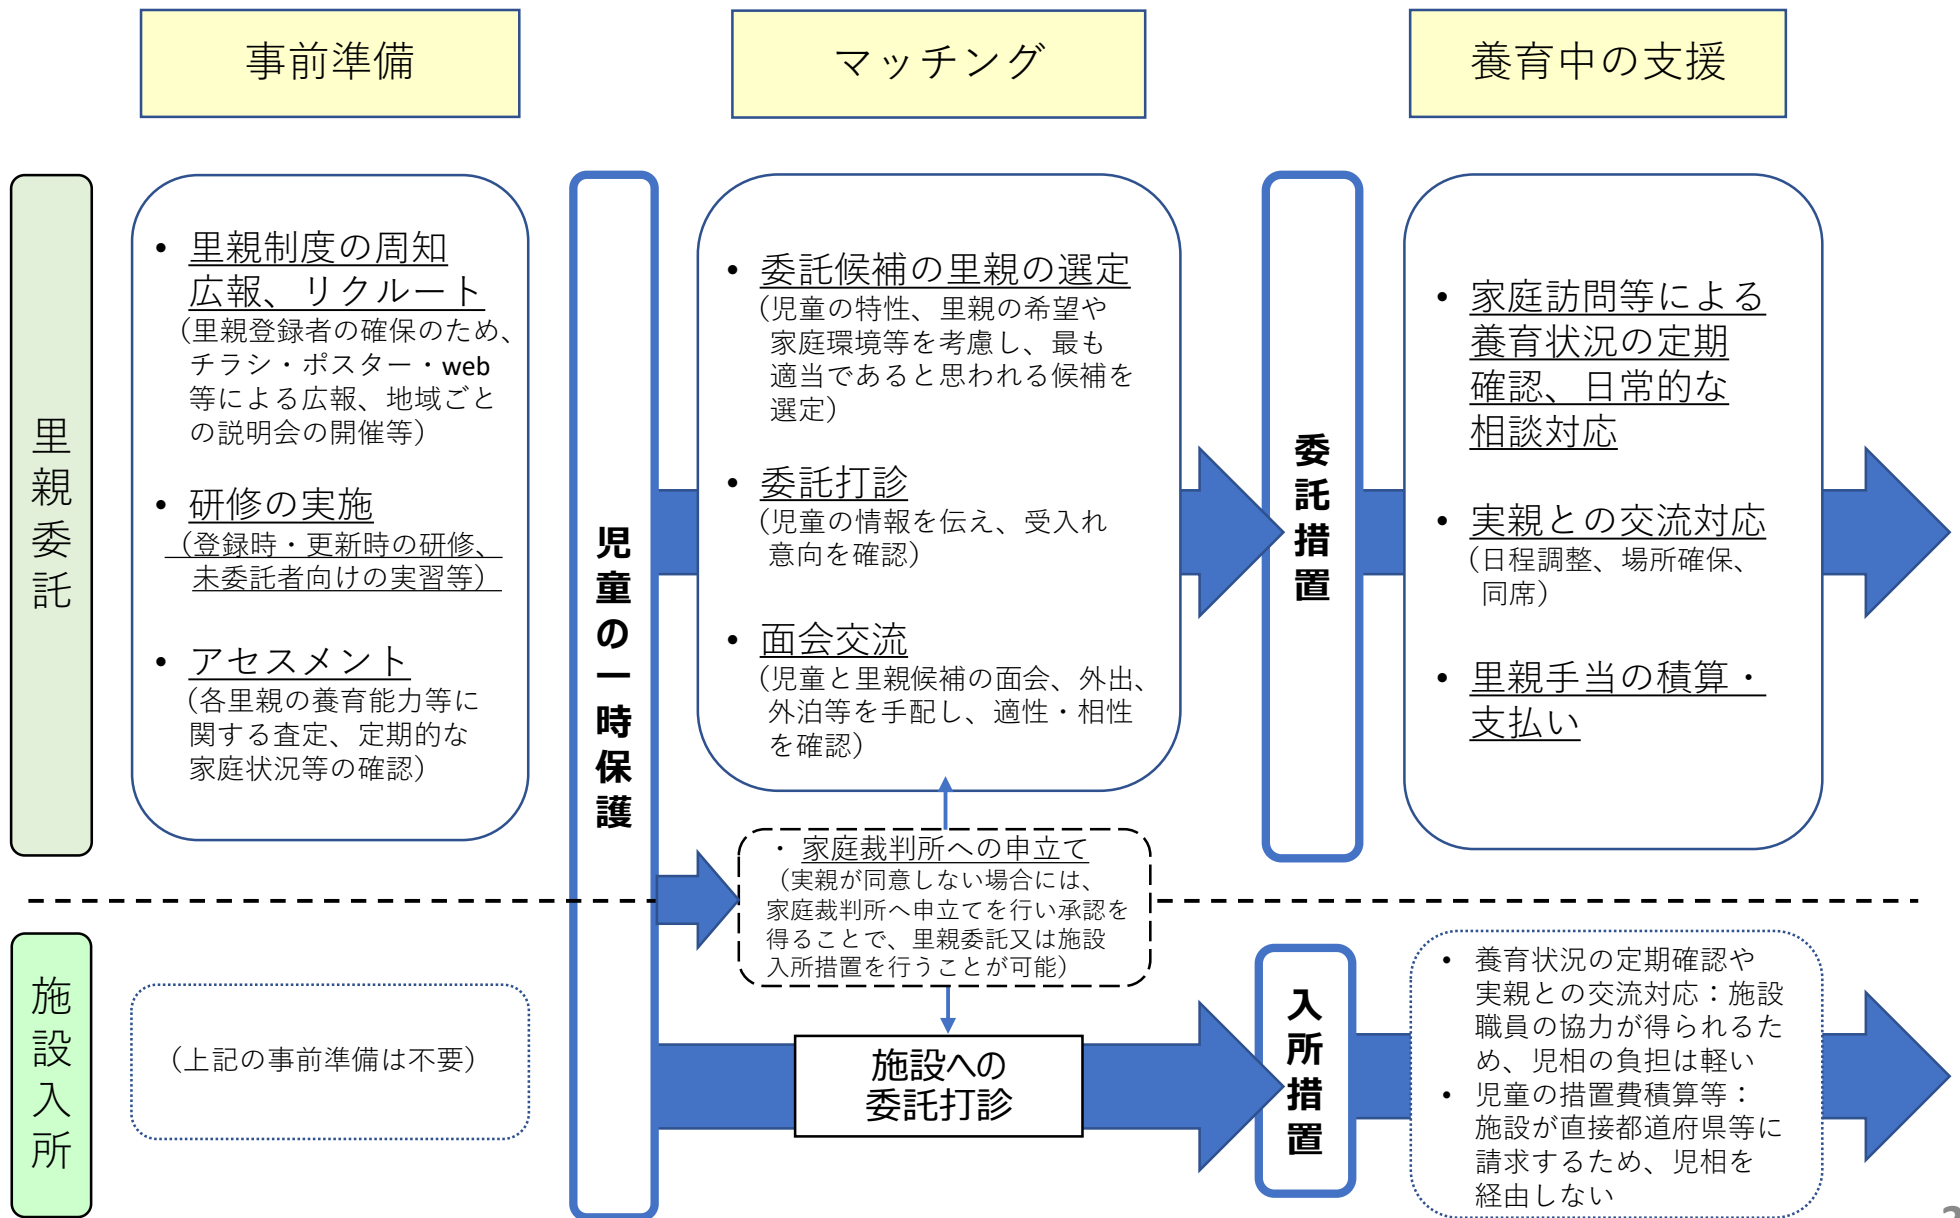 事前準備
マッチング
養育中の支援
里親委託
• 里親制度の周知
広報、リクルート
（里親登録者の確保のため、
チラシ・ポスター・web
等による広報、地域ごと
の説明会の開催等）
• 研修の実施
（登録時・更新時の研修、
未委託者向けの実習等）
• アセスメント
（各里親の養育能力等に
関する査定、定期的な
家庭状況等の確認）
児童の一時保護
• 委託候補の里親の選定
（児童の特性、里親の希望や
家庭環境等を考慮し、最も
適当であると思われる候補を
選定）
• 委託打診
（児童の情報を伝え、受入れ
意向を確認）
• 面会交流
（児童と里親候補の面会、外出、
外泊等を手配し、適性・相性
を確認）
委託措置
• 家庭訪問等による
養育状況の定期
確認、日常的な
相談対応
• 実親との交流対応
（日程調整、場所確保、
同席）
• 里親手当の積算・
支払い
・ 家庭裁判所への申立て
（実親が同意しない場合には、
家庭裁判所へ申立てを行い承認を
得ることで、里親委託又は施設
入所措置を行うことが可能）
施設入所
（上記の事前準備は不要）
施設への
委託打診
入所措置
• 養育状況の定期確認や
実親との交流対応：施設
職員の協力が得られるた
め、児相の負担は軽い
• 児童の措置費積算等：
施設が直接都道府県等に
請求するため、児相を
経由しない